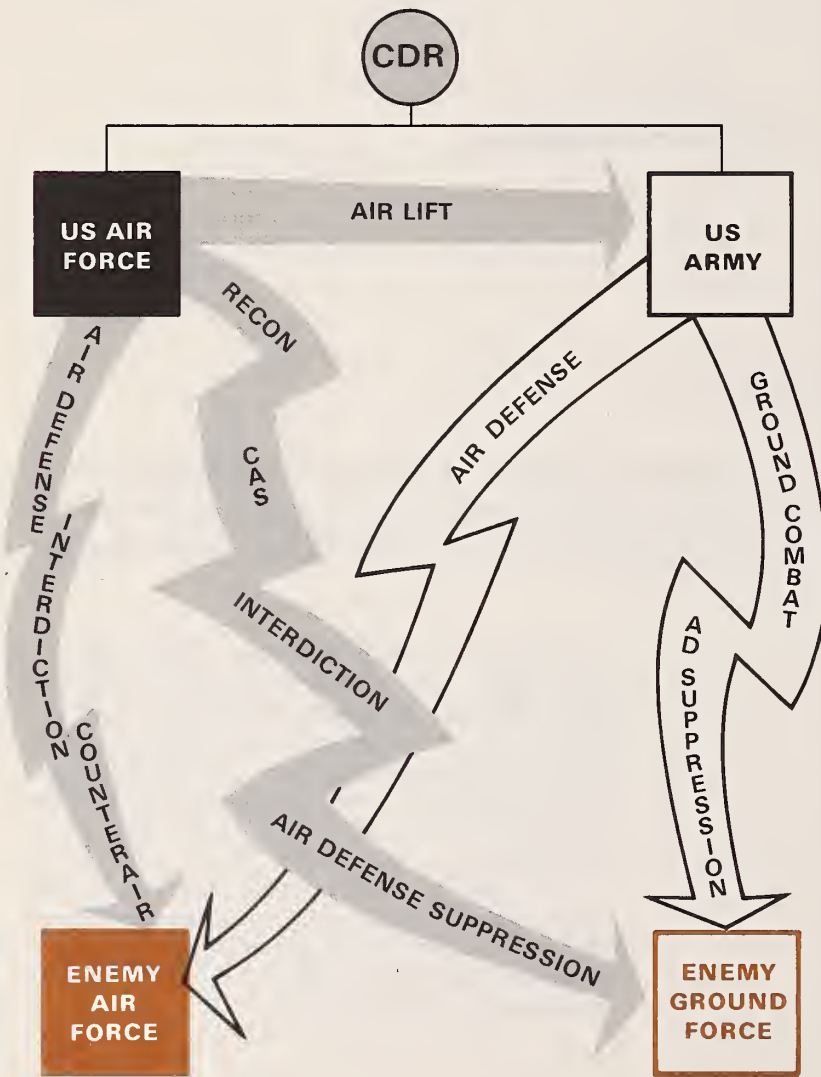 CDR
US AIR
FORCE
AIR LIFT
US
ARMY
RECON
AIR DEFENSE
CAS
INTERDICTION
AIR DEFENSE SUPPRESSION
AIR DEFENSE
INTERDICTION
COUNTERAIR
GROUND COMBAT
AD SUPPRESSION
ENEMY
AIR
FORCE
ENEMY
GROUND
FORCE